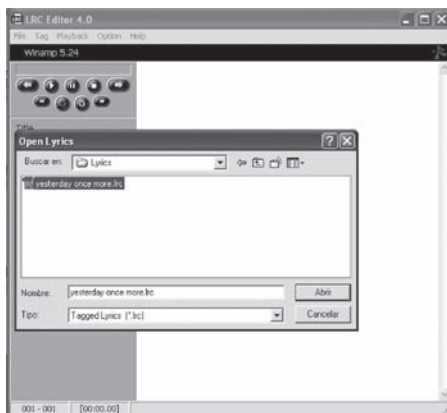 LRC Editor 4.0
File Tag Playback Option Help
Winamp 5.24
Title
Open Lyrics
Buscar en: Lyrics
yesterday once more.lrc
Nombre: yesterday once more.lrc Abrir
Tipo: Tagged Lyrics (*.lrc) Cancelar
001 - 001 [00:00.00]